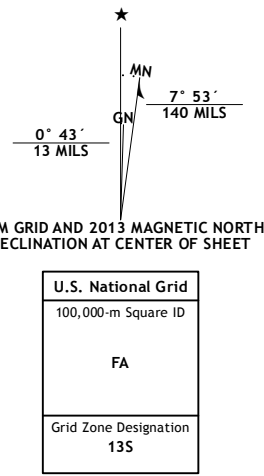 MN
GN
7° 53´
140 MILS
0° 43´
13 MILS
M GRID AND 2013 MAGNETIC NORTH
ECLINATION AT CENTER OF SHEET
U.S. National Grid
100,000-m Square ID
FA
Grid Zone Designation
13S